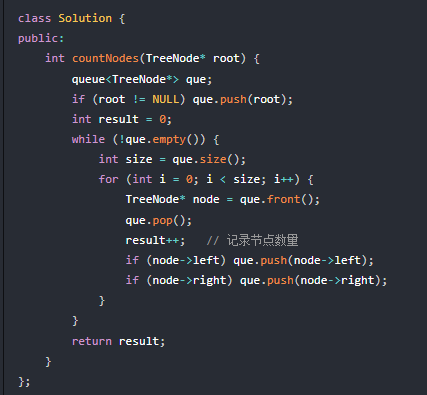 class Solution {
public:
    int countNodes(TreeNode* root) {
        queue<TreeNode*> que;
        if (root != NULL) que.push(root);
        int result = 0;
        while (!que.empty()) {
            int size = que.size();
            for (int i = 0; i < size; i++) {
                TreeNode* node = que.front();
                que.pop();
                result++;   // 记录节点数量
                if (node->left) que.push(node->left);
                if (node->right) que.push(node->right);
            }
        }
        return result;
    }
};